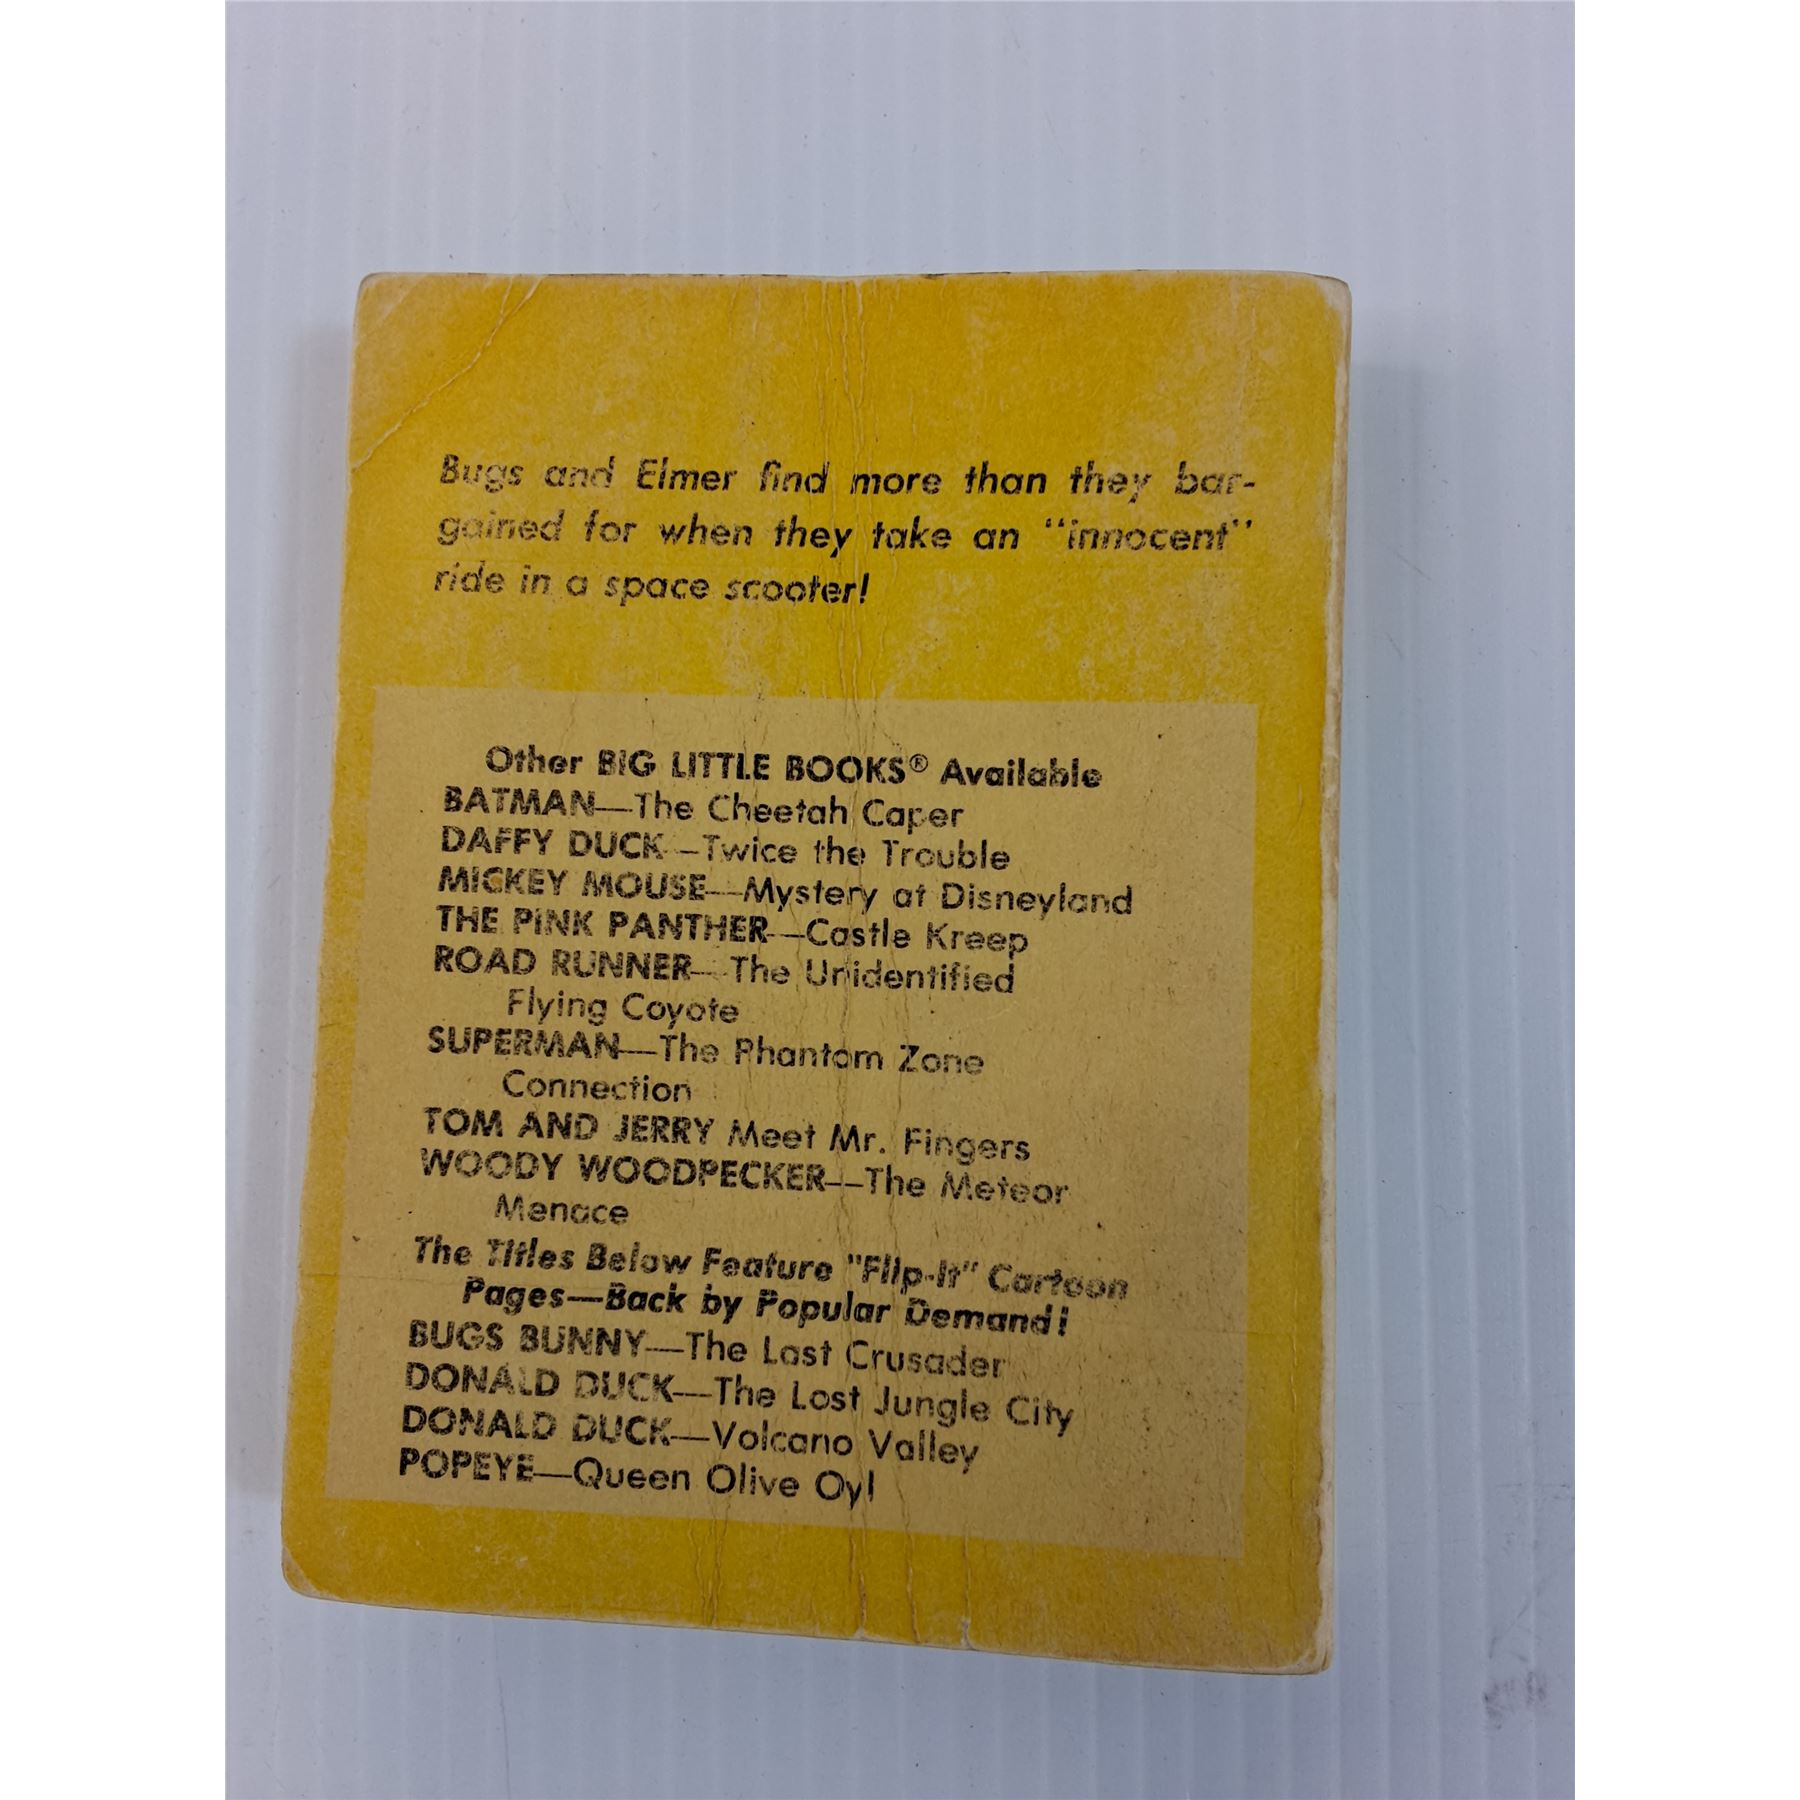 Bugs and Elmer find more than they bar-
gained for when they take an "innocent"
ride in a space scooter!
Other BIG LITTLE BOOKS® Available
BATMAN—The Cheetah Caper
DAFFY DUCK—Twice the Trouble
MICKEY MOUSE—Mystery at Disneyland
THE PINK PANTHER—Castle Kreep
ROAD RUNNER—The Unidentified
Flying Coyote
SUPERMAN—The Phantom Zone
Connection
TOM AND JERRY Meet Mr. Fingers
WOODY WOODPECKER—The Meteor
Menace
The Titles Below Feature "Flip-It" Cartoon
Pages—Back by Popular Demand!
BUGS BUNNY—The Last Crusader
DONALD DUCK—The Lost Jungle City
DONALD DUCK—Volcano Valley
POPEYE—Queen Olive Oyl